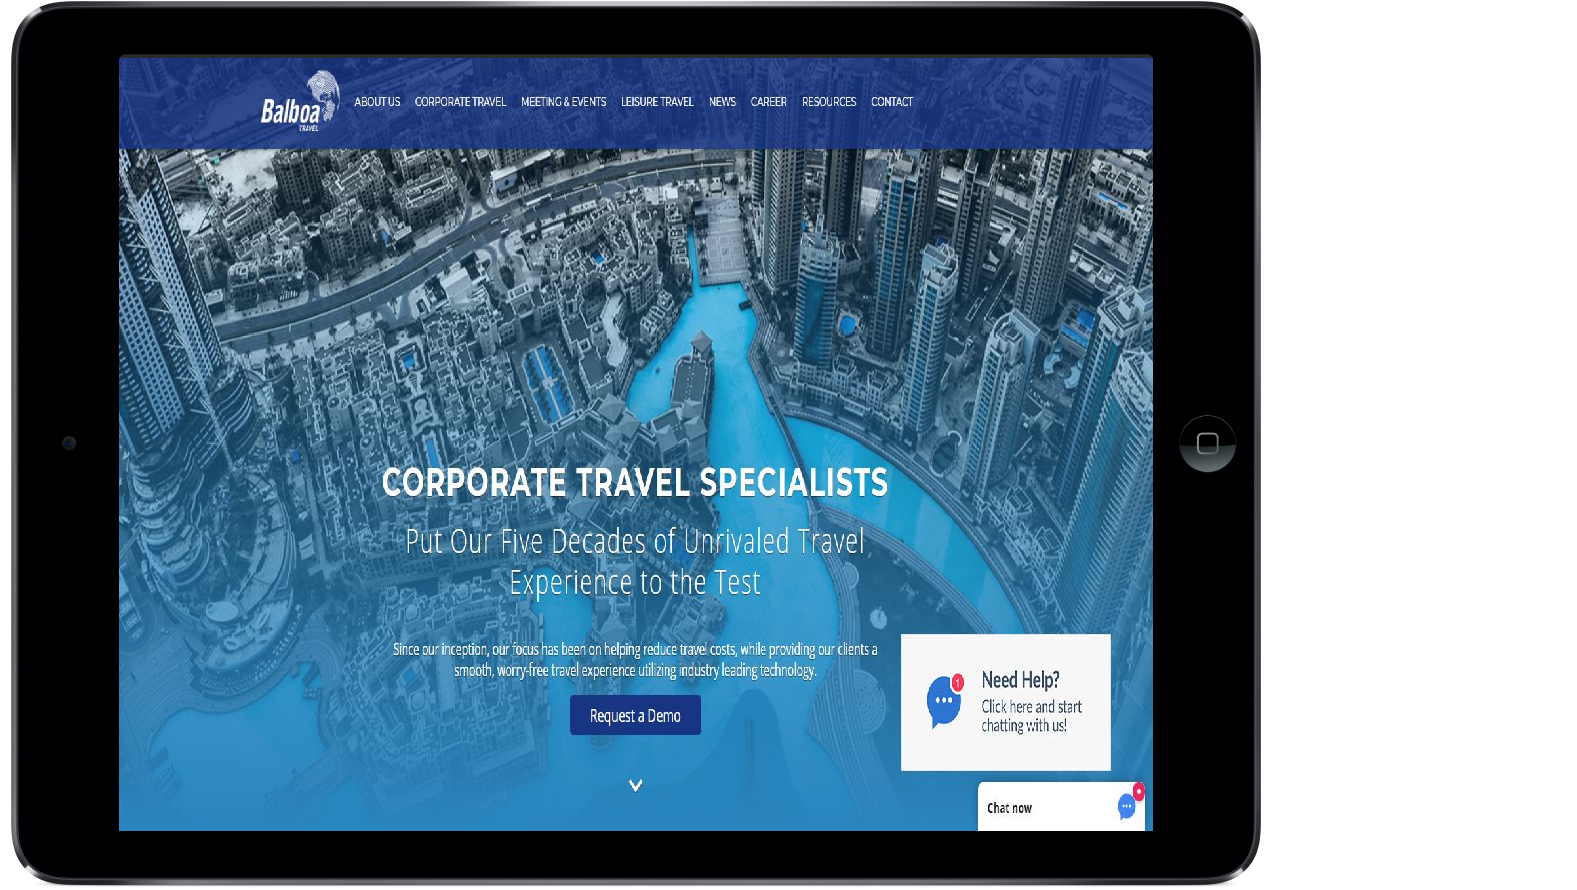 Balboa
TRAVEL
ABOUT US CORPORATE TRAVEL MEETING & EVENTS LEISURE TRAVEL NEWS CAREER RESOURCES CONTACT
CORPORATE TRAVEL SPECIALISTS
Put Our Five Decades of Unrivaled Travel
Experience to the Test
Since our inception, our focus has been on helping reduce travel costs, while providing our clients a
smooth, worry-free travel experience utilizing industry leading technology.
Request a Demo
1
Need Help?
Click here and start
chatting with us!
Chat now